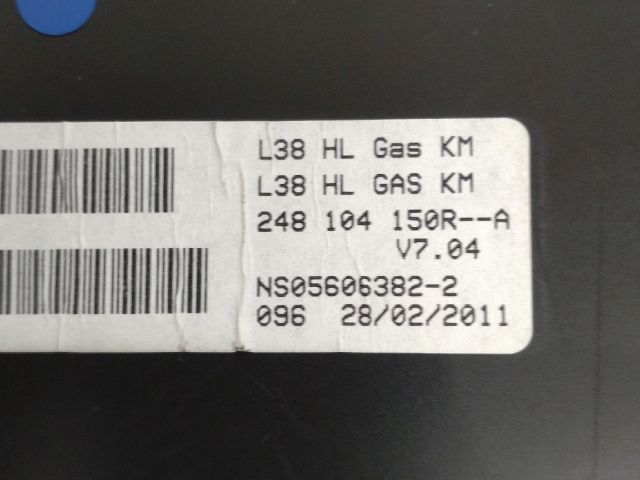 L38 HL Gas KM
L38 HL GAS KM
248 104 150R--A
V7.04
NS05606382-2
096 28/02/2011